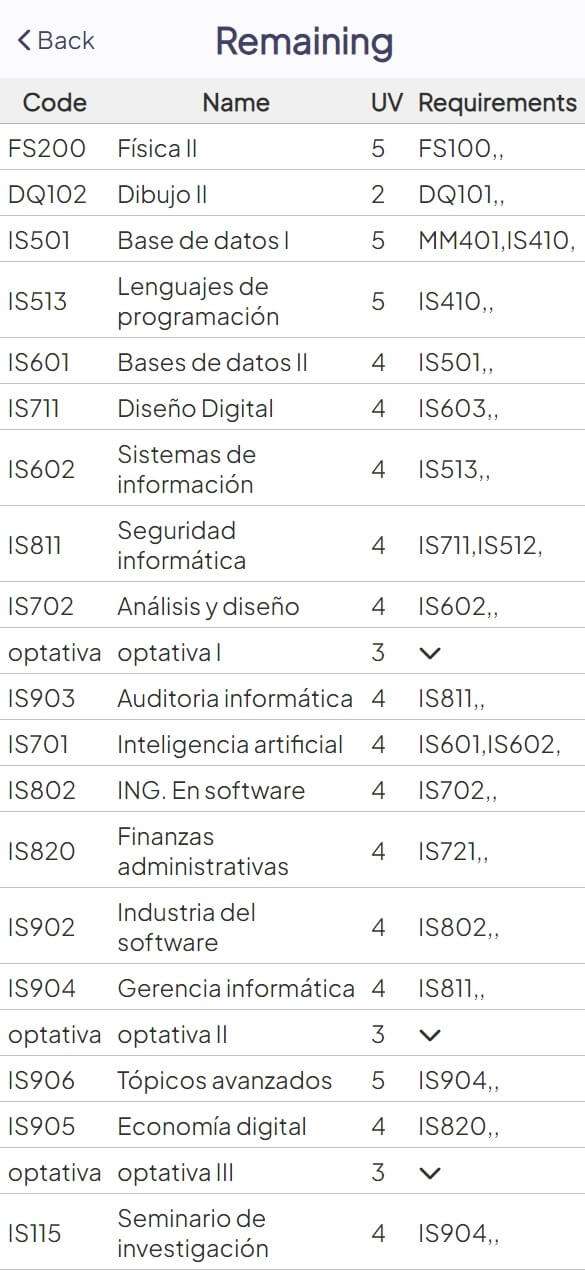 Back
Remaining
Code Name UV Requirements
FS200 Física II 5 FS100,,
DQ102 Dibujo II 2 DQ101,,
IS501 Base de datos I 5 MM401,IS410,
IS513 Lenguajes de programación 5 IS410,,
IS601 Bases de datos II 4 IS501,,
IS711 Diseño Digital 4 IS603,,
IS602 Sistemas de información 4 IS513,,
IS811 Seguridad informática 4 IS711,IS512,
IS702 Análisis y diseño 4 IS602,,
optativa optativa I 3
IS903 Auditoria informática 4 IS811,,
IS701 Inteligencia artificial 4 IS601,IS602,
IS802 ING. En software 4 IS702,,
IS820 Finanzas administrativas 4 IS721,,
IS902 Industria del software 4 IS802,,
IS904 Gerencia informática 4 IS811,,
optativa optativa II 3
IS906 Tópicos avanzados 5 IS904,,
IS905 Economía digital 4 IS820,,
optativa optativa III 3
IS115 Seminario de investigación 4 IS904,,